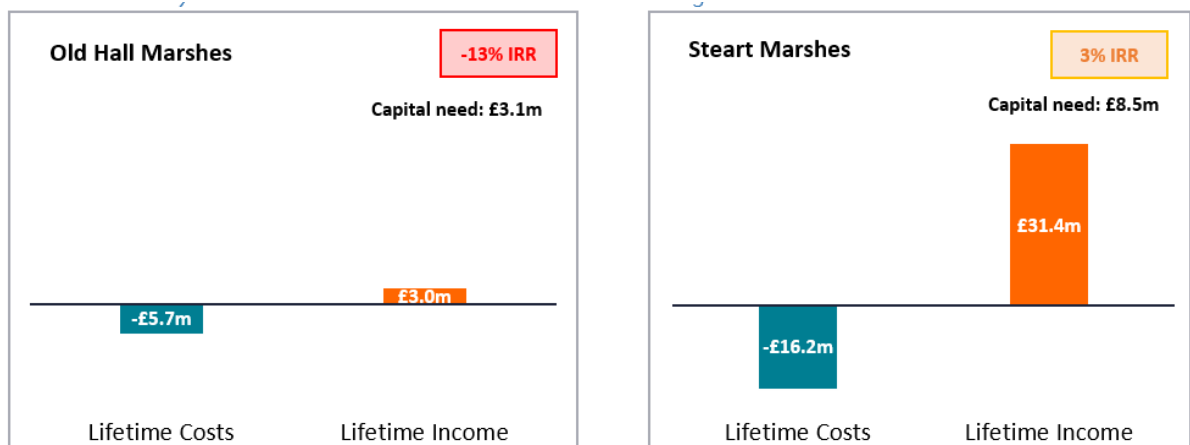 Old Hall Marshes
-13% IRR
Capital need: £3.1m
£3.0m
-£5.7m
Lifetime Costs
Lifetime Income
Steart Marshes
3% IRR
Capital need: £8.5m
£31.4m
-£16.2m
Lifetime Costs
Lifetime Income